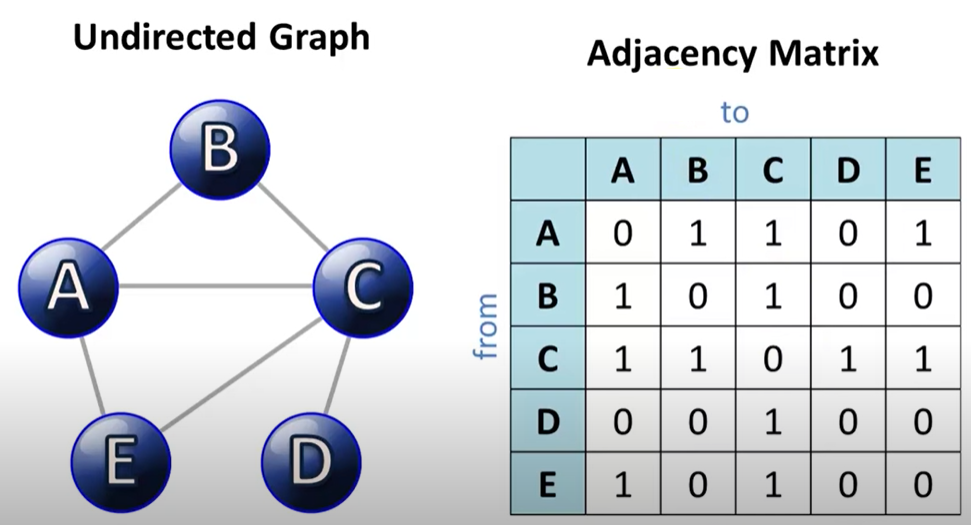 Undirected Graph
B
A
C
E
D
Adjacency Matrix
to
from
A B C D E
A 0 1 1 0 1
B 1 0 1 0 0
C 1 1 0 1 1
D 0 0 1 0 0
E 1 0 1 0 0